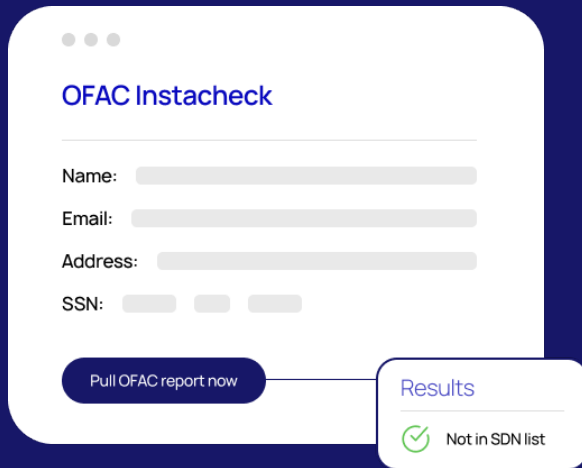 OFAC Instacheck
Name:
Email:
Address:
SSN:
Pull OFAC report now
Results
Not in SDN list